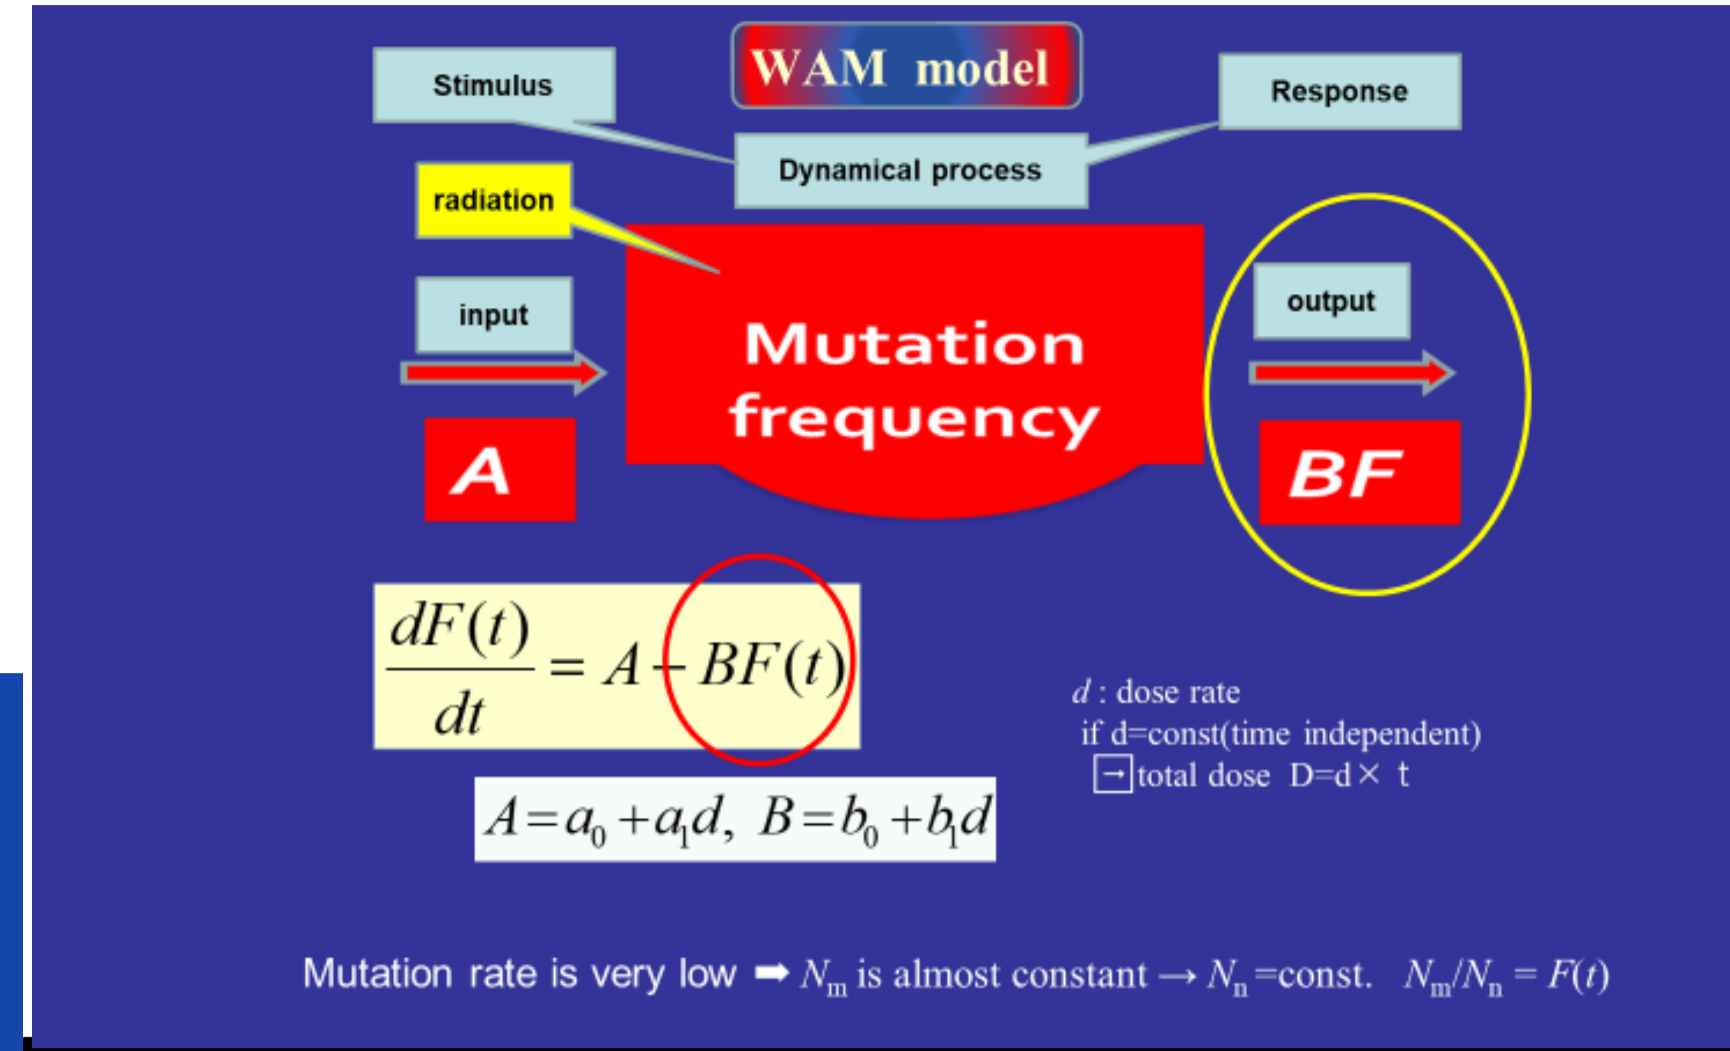 WAM model
Stimulus
Response
Dynamical process
radiation
input
output
Mutation
frequency
A
BF
dF(t)/dt = A − BF(t)
A=a₀+a₁d, B=b₀+b₁d
d : dose rate
if d=const(time independent)
→total dose D=d× t
Mutation rate is very low ➡ Nₘ is almost constant → Nₙ=const. Nₘ/Nₙ = F(t)